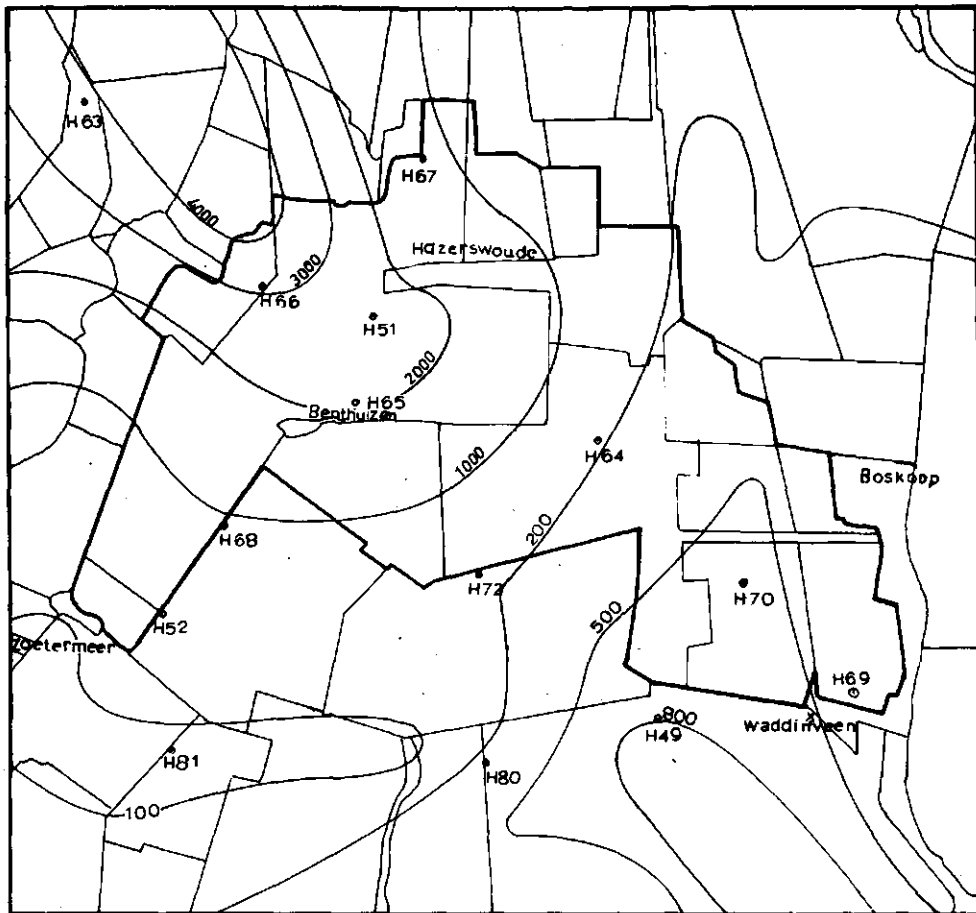 H63
H67
4000
Hazerswoude
3000
H66
H51
2000
H65
Benthuizen
1000
H64
Boskoop
200
H68
H72
H70
500
H52
Zoetermeer
H69
800
Waddinxveen
H49
H81
H80
100